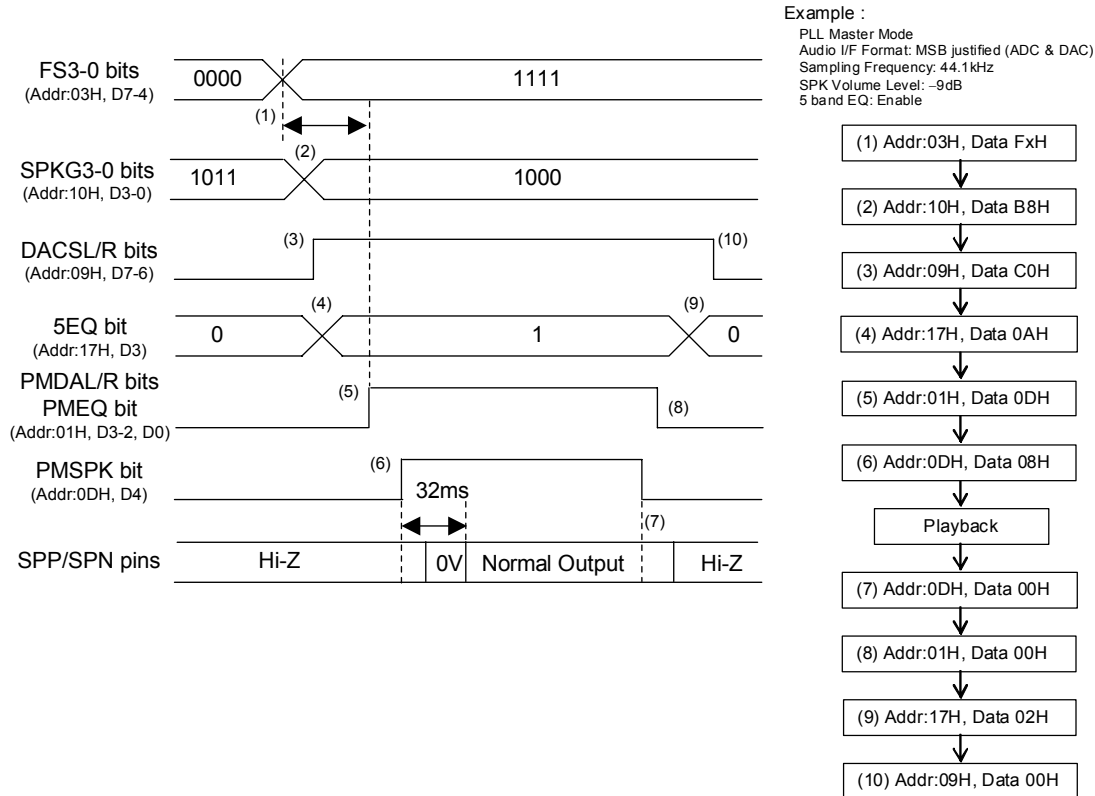 FS3-0 bits
(Addr:03H, D7-4)
0000
1111
(1)
SPKG3-0 bits
(Addr:10H, D3-0)
1011
(2)
1000
DACSL/R bits
(Addr:09H, D7-6)
(3)
(10)
5EQ bit
(Addr:17H, D3)
0
(4)
1
(9)
0
PMDAL/R bits
PMEQ bit
(Addr:01H, D3-2, D0)
(5)
(8)
PMSPK bit
(Addr:0DH, D4)
(6)
32ms
(7)
SPP/SPN pins
Hi-Z
0V
Normal Output
Hi-Z
Example :
PLL Master Mode
Audio I/F Format: MSB justified (ADC & DAC)
Sampling Frequency: 44.1kHz
SPK Volume Level: −9dB
5 band EQ: Enable
(1) Addr:03H, Data FxH
(2) Addr:10H, Data B8H
(3) Addr:09H, Data C0H
(4) Addr:17H, Data 0AH
(5) Addr:01H, Data 0DH
(6) Addr:0DH, Data 08H
Playback
(7) Addr:0DH, Data 00H
(8) Addr:01H, Data 00H
(9) Addr:17H, Data 02H
(10) Addr:09H, Data 00H